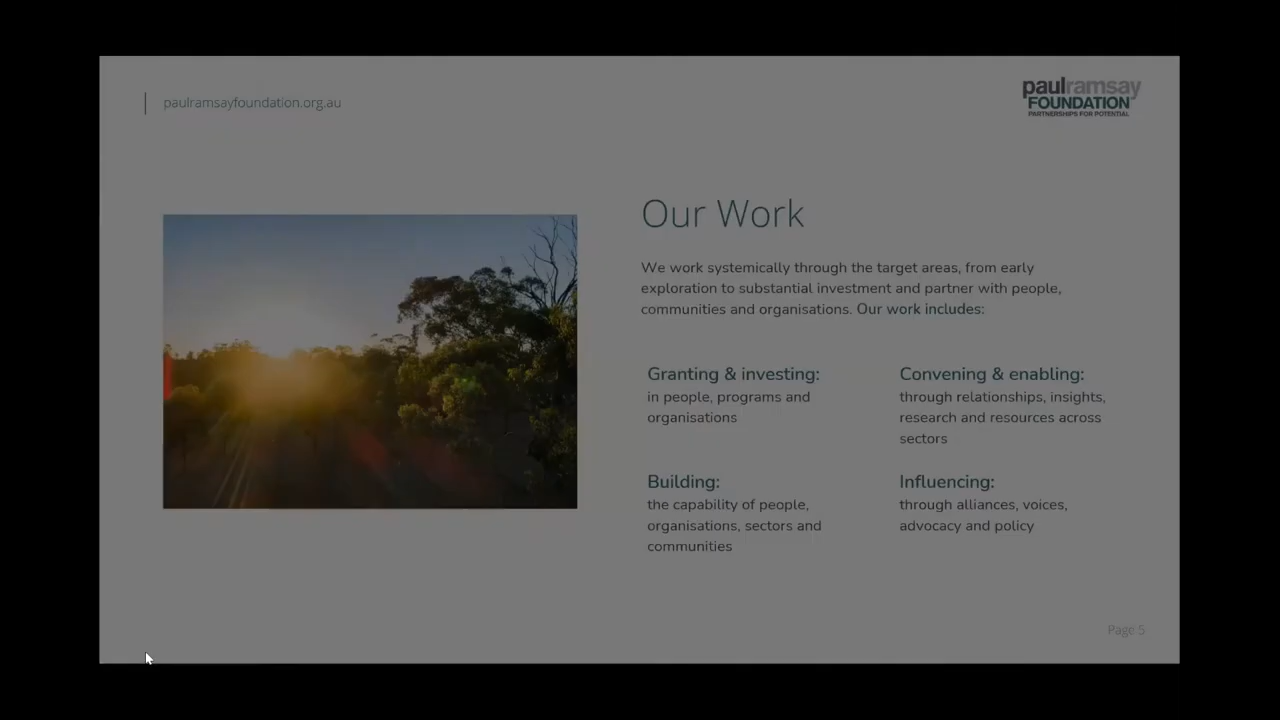 paulramsayfoundation.org.au
paulramsay
FOUNDATION
PARTNERSHIPS FOR POTENTIAL
Our Work
We work systemically through the target areas, from early
exploration to substantial investment and partner with people,
communities and organisations. Our work includes:
Granting & investing:
in people, programs and
organisations
Convening & enabling:
through relationships, insights,
research and resources across
sectors
Building:
the capability of people,
organisations, sectors and
communities
Influencing:
through alliances, voices,
advocacy and policy
Page 5